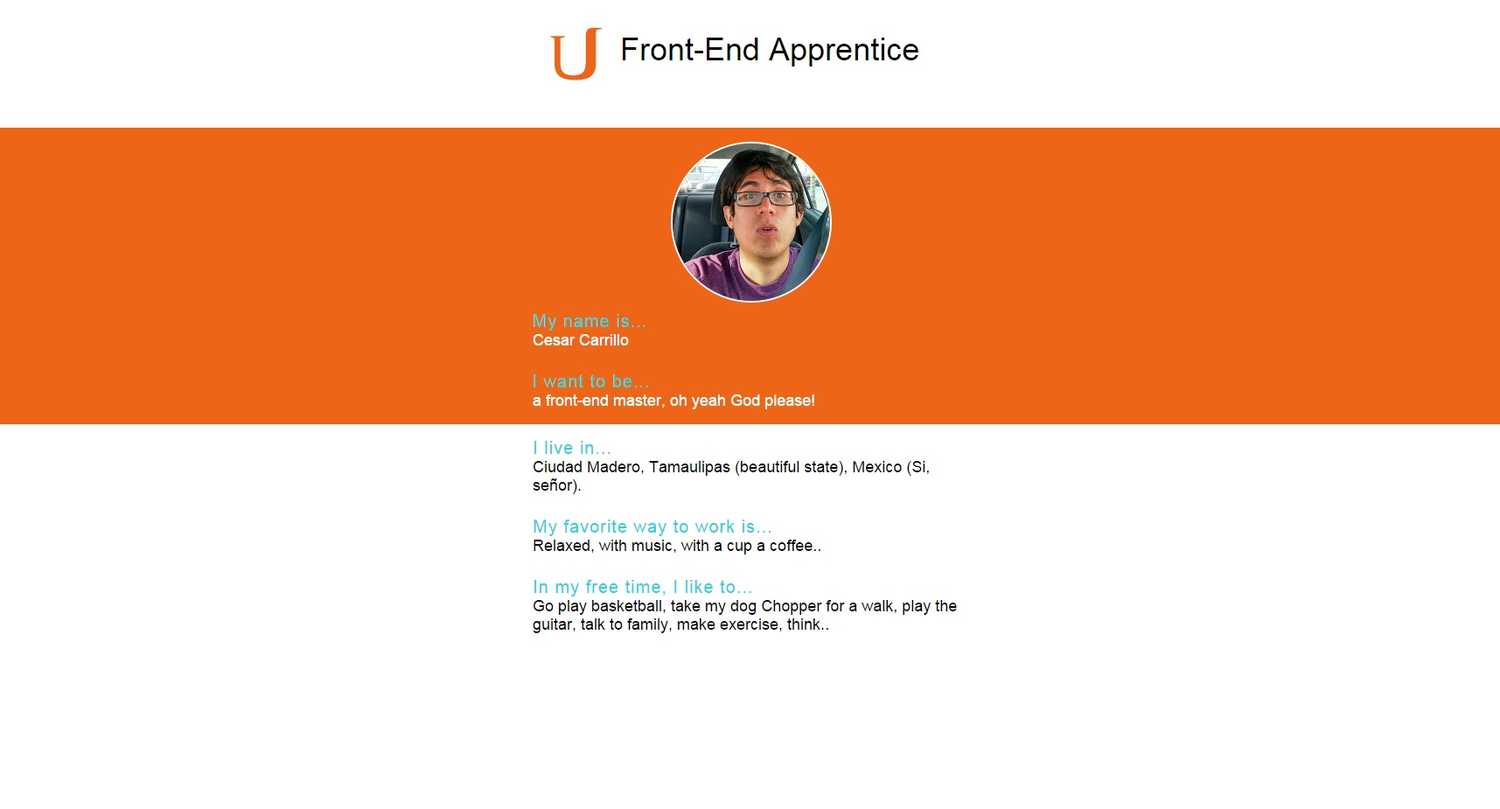 U Front-End Apprentice
My name is...
Cesar Carrillo
I want to be...
a front-end master, oh yeah God please!
I live in...
Ciudad Madero, Tamaulipas (beautiful state), Mexico (Si,
señor).
My favorite way to work is...
Relaxed, with music, with a cup a coffee..
In my free time, I like to...
Go play basketball, take my dog Chopper for a walk, play the
guitar, talk to family, make exercise, think..